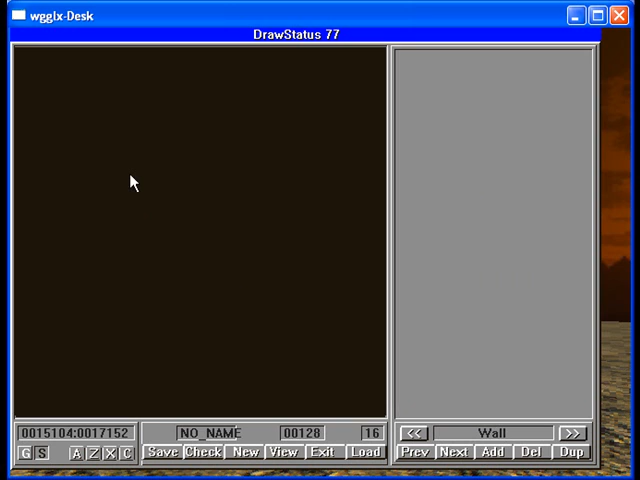 wgglx-Desk
DrawStatus 77
0015104:0017152 NO_NAME 00128 16 << Wall >>
G S A Z X C Save Check New View Exit Load Prev Next Add Del Dup